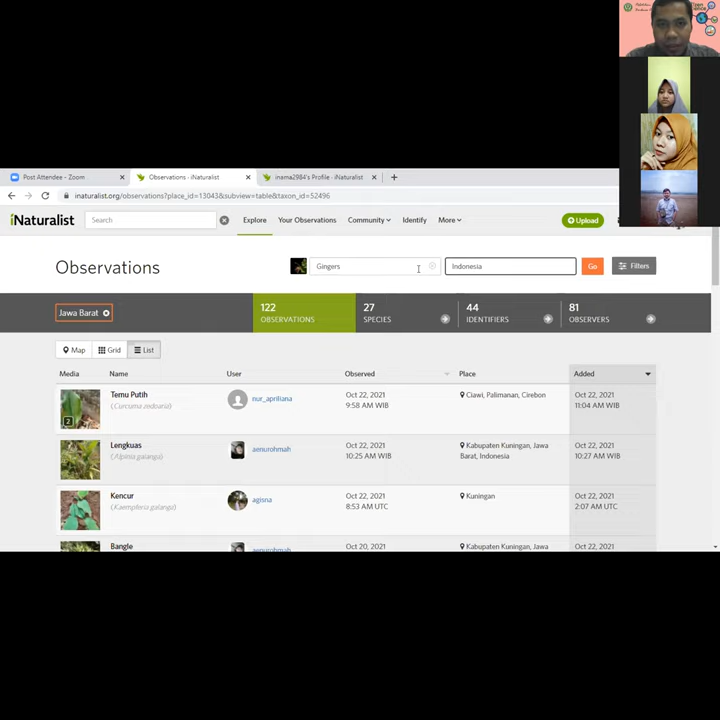 Post Attendee - Zoom
Observations · iNaturalist
inama2984's Profile · iNaturalist
inaturalist.org/observations?place_id=13043&subview=table&taxon_id=52496
iNaturalist
Search
Explore
Your Observations
Community
Identify
More
Upload
Observations
Gingers
Indonesia
Go
Filters
Jawa Barat
122 OBSERVATIONS
27 SPECIES
44 IDENTIFIERS
81 OBSERVERS
Map
Grid
List
Media Name User Observed Place Added
2
Temu Putih
(Curcuma zedoaria)
nur_apriliana
Oct 22, 2021
9:58 AM WIB
Ciawi, Palimanan, Cirebon
Oct 22, 2021
11:04 AM WIB
Lengkuas
(Alpinia galanga)
aenurohmah
Oct 22, 2021
10:25 AM WIB
Kabupaten Kuningan, Jawa
Barat, Indonesia
Oct 22, 2021
10:27 AM WIB
Kencur
(Kaempferia galanga)
agisna
Oct 22, 2021
8:53 AM UTC
Kuningan
Oct 22, 2021
2:07 AM UTC
Bangle
aenurohmah
Oct 20, 2021
Kabupaten Kuningan, Jawa
Oct 22, 2021